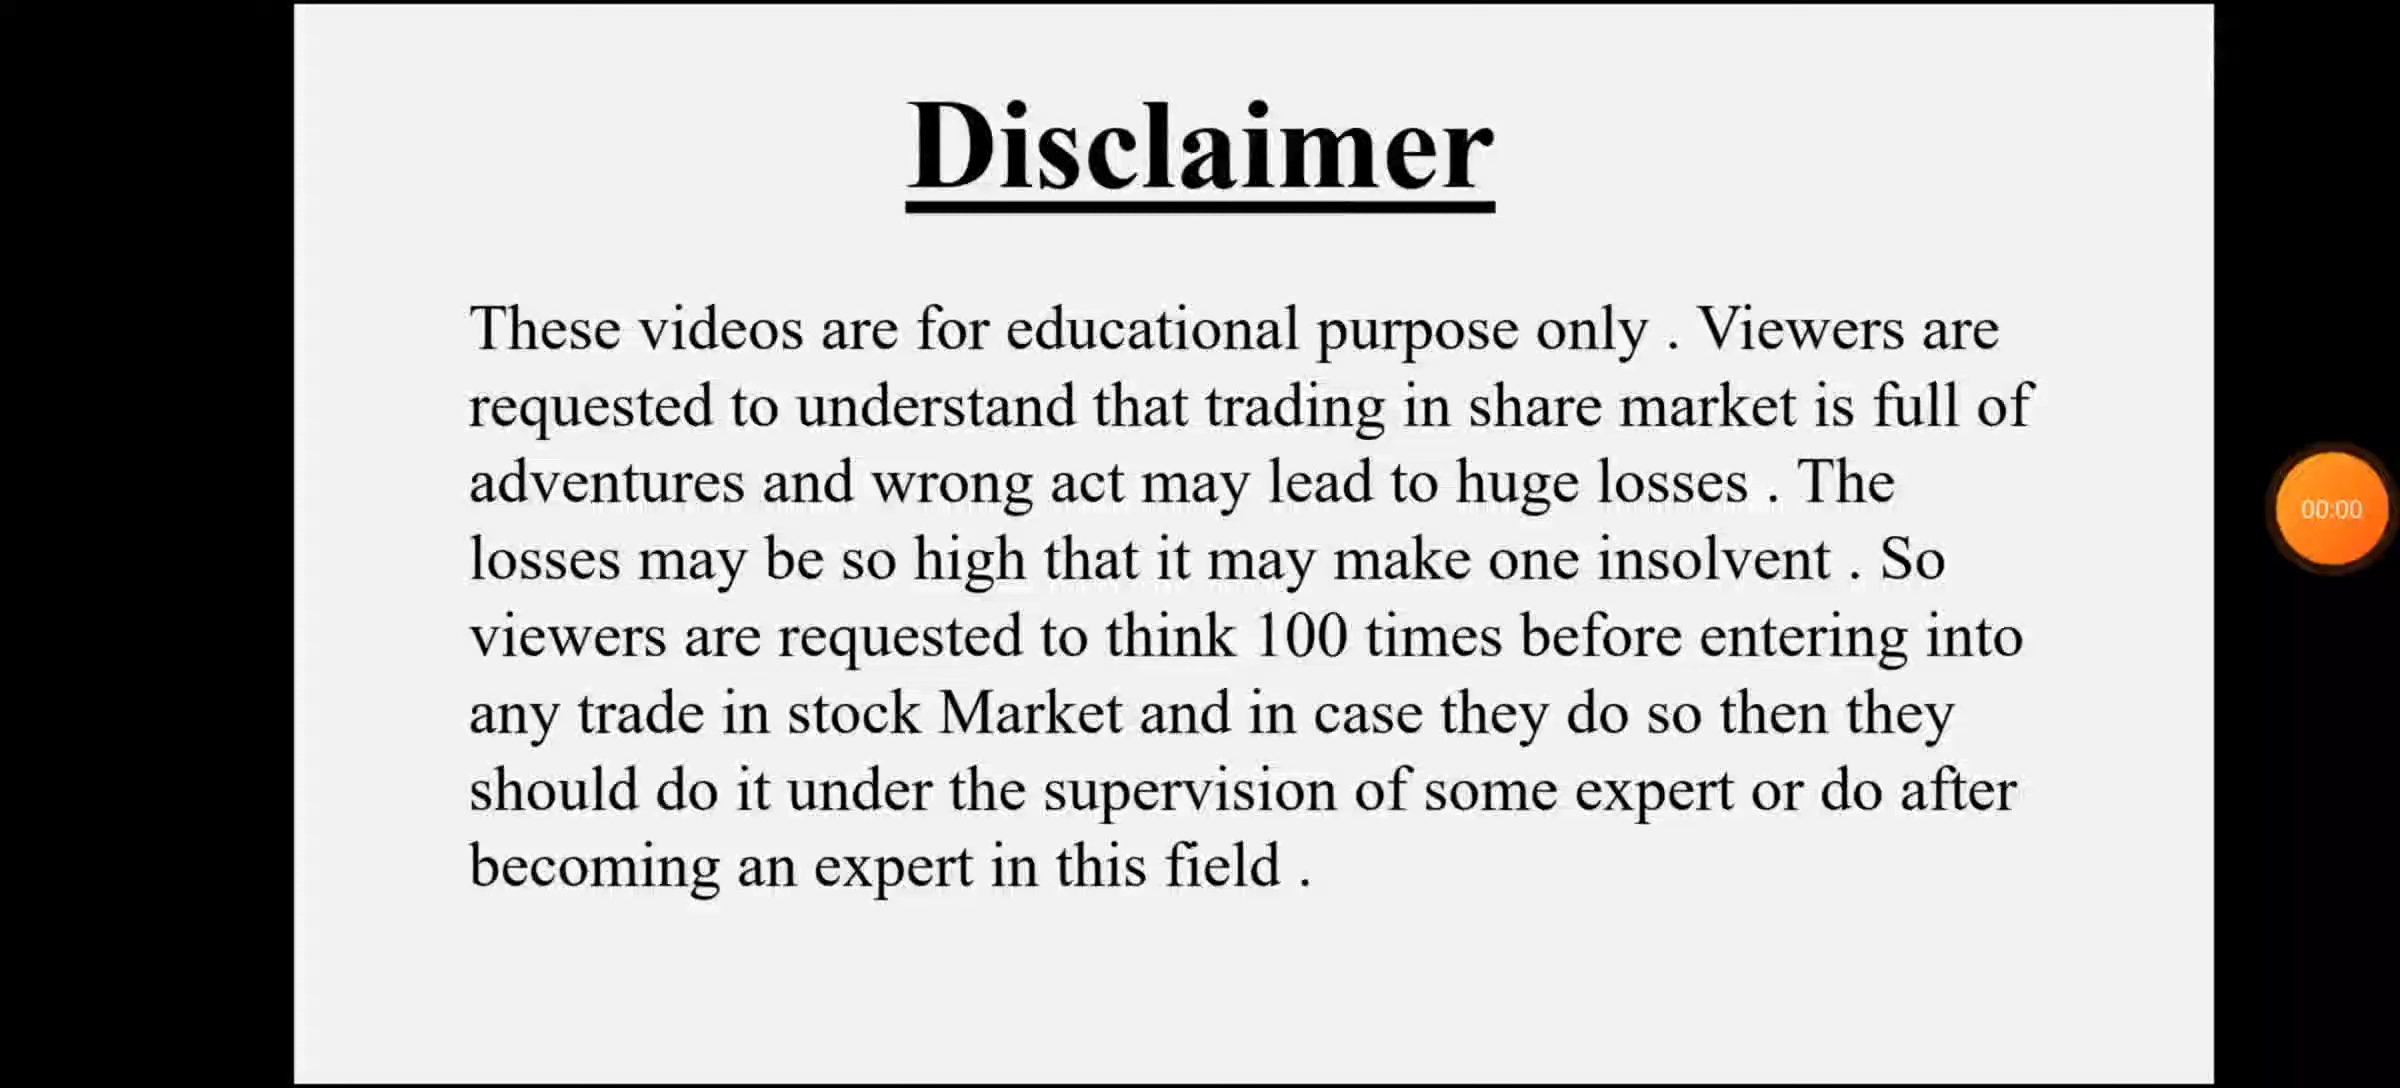 Disclaimer
These videos are for educational purpose only . Viewers are
requested to understand that trading in share market is full of
adventures and wrong act may lead to huge losses . The
losses may be so high that it may make one insolvent . So
viewers are requested to think 100 times before entering into
any trade in stock Market and in case they do so then they
should do it under the supervision of some expert or do after
becoming an expert in this field .
00:00